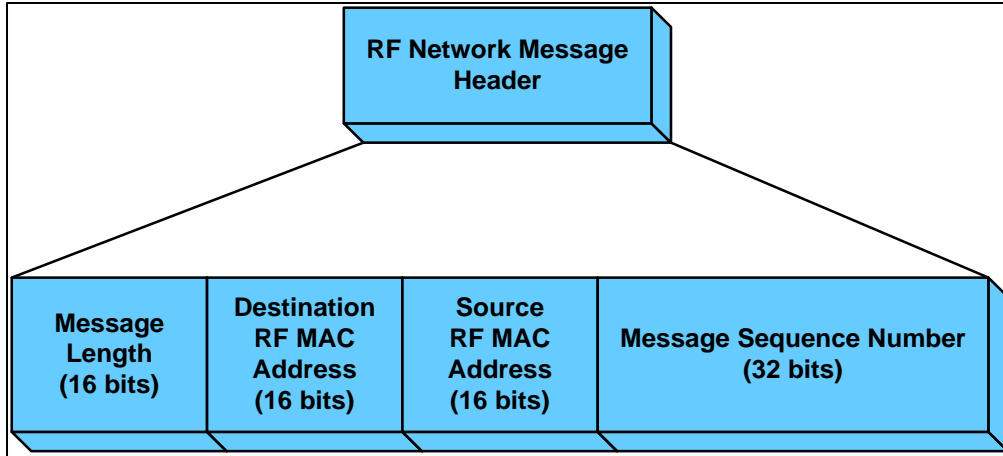 RF Network Message
Header
Message
Length
(16 bits)
Destination
RF MAC
Address
(16 bits)
Source
RF MAC
Address
(16 bits)
Message Sequence Number
(32 bits)